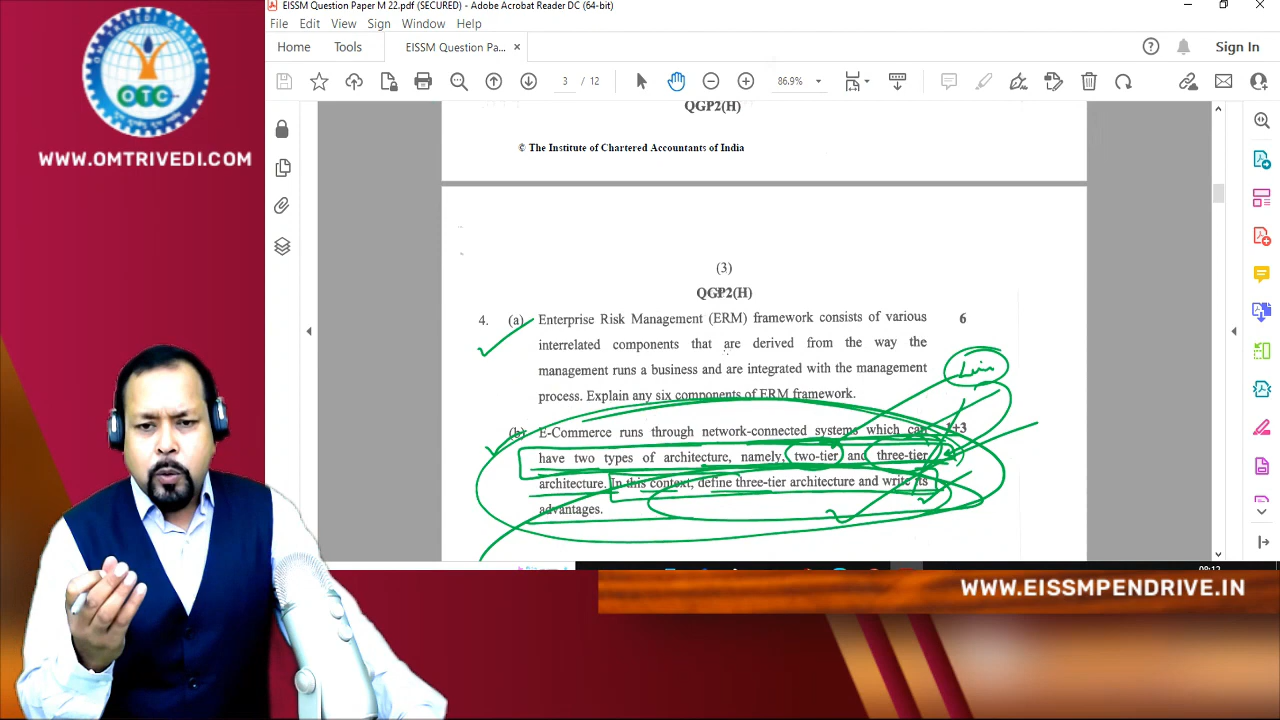 EISSM Question Paper M 22.pdf (SECURED) - Adobe Acrobat Reader DC (64-bit)
File Edit View Sign Window Help
Home Tools EISSM Question Pa... × Sign In
3 / 12 86.9%
OM TRIVEDI CLASSES
OTC
WWW.OMTRIVEDI.COM
QGP2(H)
© The Institute of Chartered Accountants of India
(3)
QGP2(H)
4. (a) Enterprise Risk Management (ERM) framework consists of various 6
interrelated components that are derived from the way the
management runs a business and are integrated with the management
process. Explain any six components of ERM framework.
(b) E-Commerce runs through network-connected systems which can 1+3
have two types of architecture, namely, two-tier and three-tier
architecture. In this context, define three-tier architecture and write its
advantages.
WWW.EISSMPENDRIVE.IN